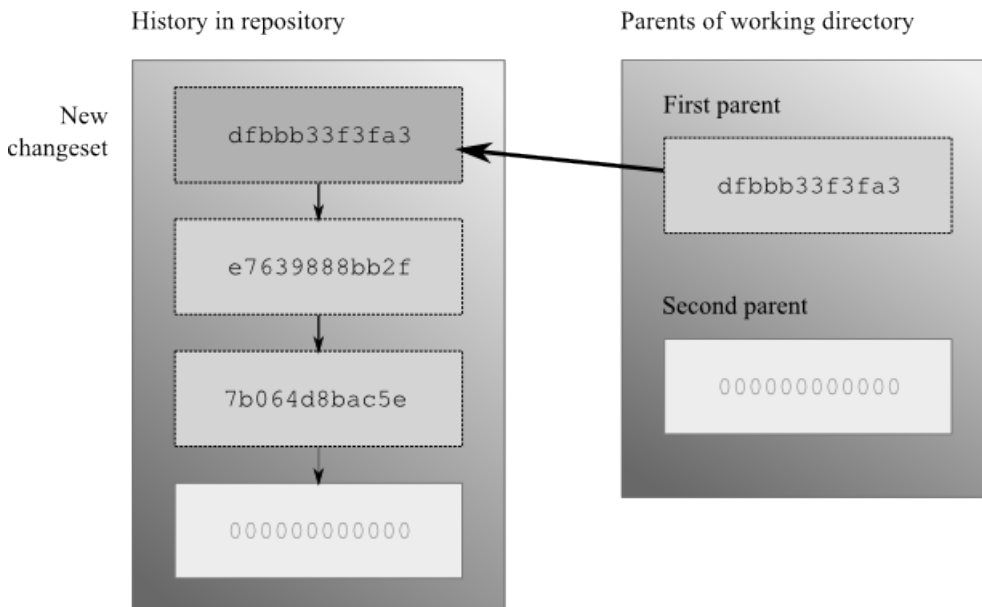 History in repository
New
changeset
dfbbb33f3fa3
e7639888bb2f
7b064d8bac5e
000000000000
Parents of working directory
First parent
dfbbb33f3fa3
Second parent
000000000000